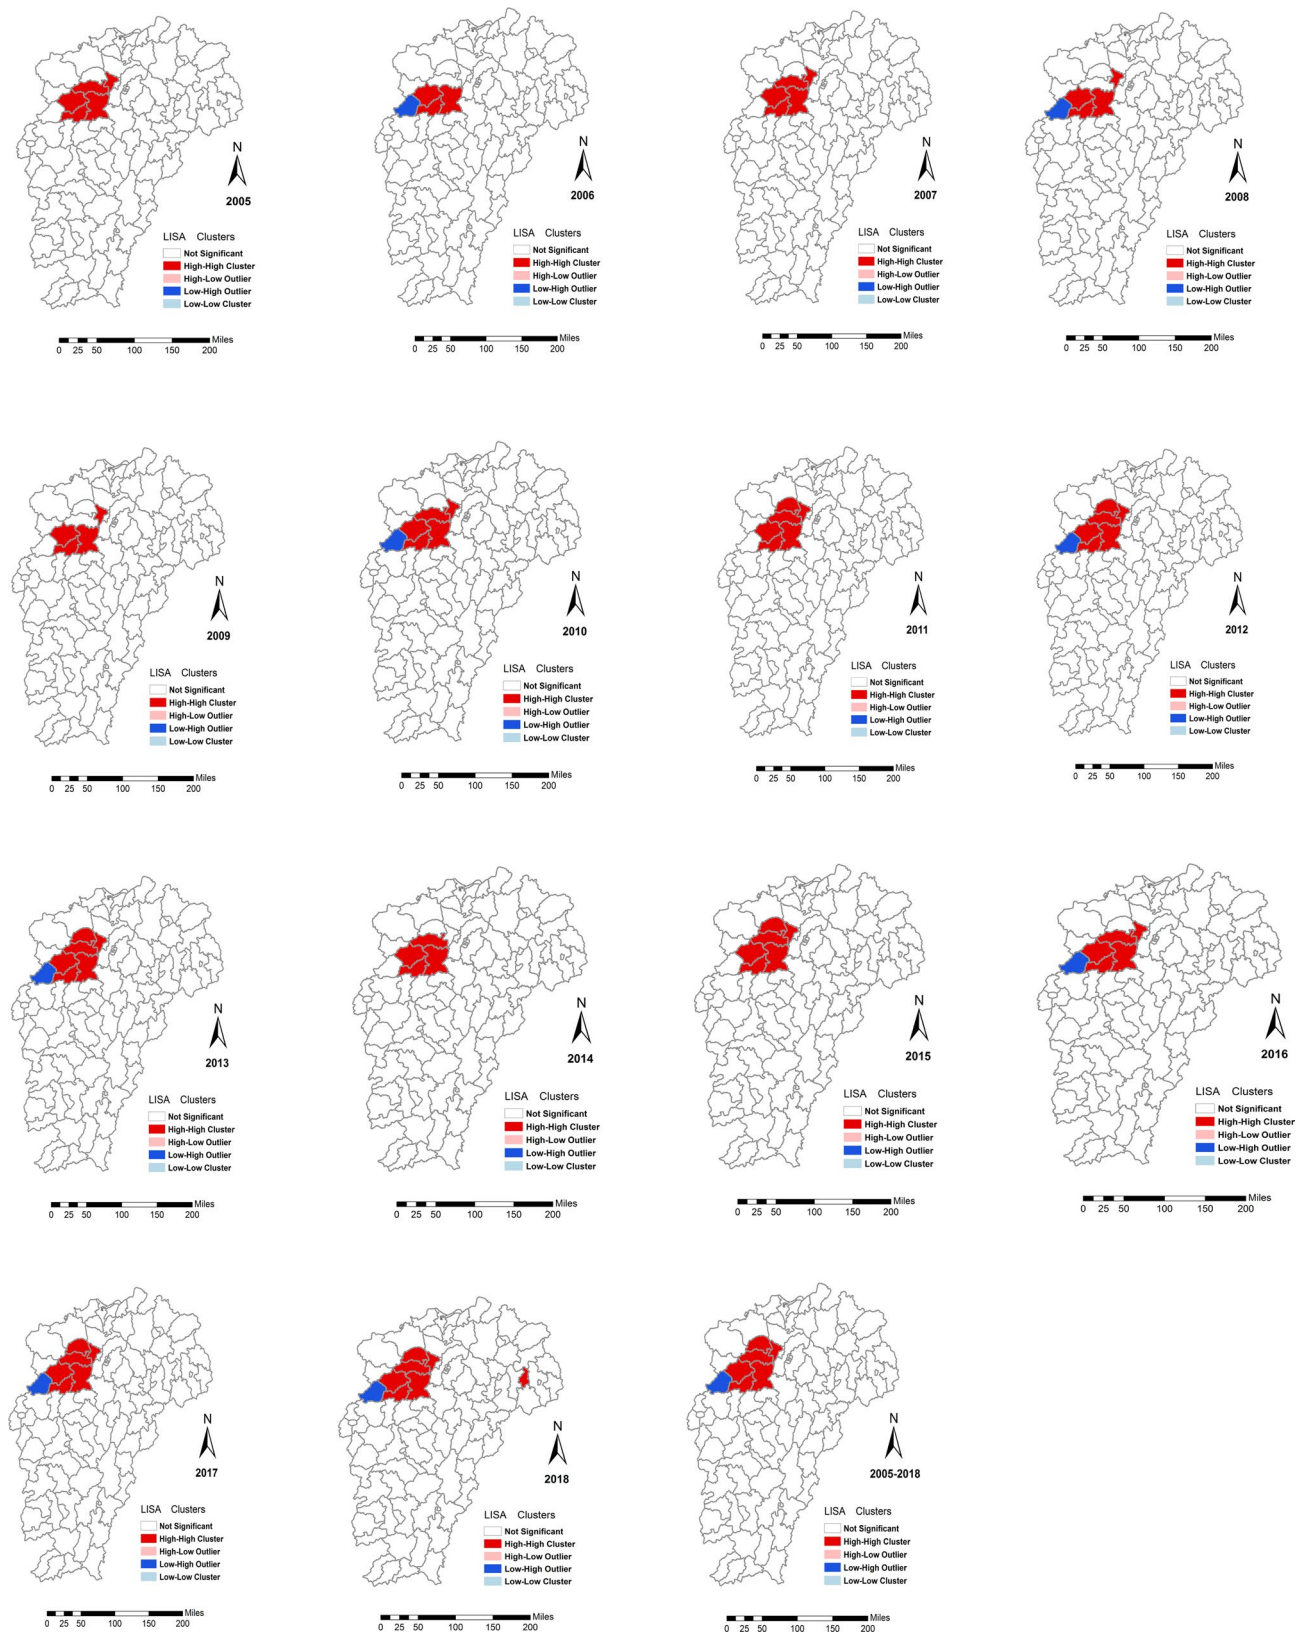 N
2005
LISA Clusters
Not Significant
High-High Cluster
High-Low Outlier
Low-High Outlier
Low-Low Cluster
Miles
0 25 50 100 150 200
N
2006
LISA Clusters
Not Significant
High-High Cluster
High-Low Outlier
Low-High Outlier
Low-Low Cluster
Miles
0 25 50 100 150 200
N
2007
LISA Clusters
Not Significant
High-High Cluster
High-Low Outlier
Low-High Outlier
Low-Low Cluster
Miles
0 25 50 100 150 200
N
2008
LISA Clusters
Not Significant
High-High Cluster
High-Low Outlier
Low-High Outlier
Low-Low Cluster
Miles
0 25 50 100 150 200
N
2009
LISA Clusters
Not Significant
High-High Cluster
High-Low Outlier
Low-High Outlier
Low-Low Cluster
Miles
0 25 50 100 150 200
N
2010
LISA Clusters
Not Significant
High-High Cluster
High-Low Outlier
Low-High Outlier
Low-Low Cluster
Miles
0 25 50 100 150 200
N
2011
LISA Clusters
Not Significant
High-High Cluster
High-Low Outlier
Low-High Outlier
Low-Low Cluster
Miles
0 25 50 100 150 200
N
2012
LISA Clusters
Not Significant
High-High Cluster
High-Low Outlier
Low-High Outlier
Low-Low Cluster
Miles
0 25 50 100 150 200
N
2013
LISA Clusters
Not Significant
High-High Cluster
High-Low Outlier
Low-High Outlier
Low-Low Cluster
Miles
0 25 50 100 150 200
N
2014
LISA Clusters
Not Significant
High-High Cluster
High-Low Outlier
Low-High Outlier
Low-Low Cluster
Miles
0 25 50 100 150 200
N
2015
LISA Clusters
Not Significant
High-High Cluster
High-Low Outlier
Low-High Outlier
Low-Low Cluster
Miles
0 25 50 100 150 200
N
2016
LISA Clusters
Not Significant
High-High Cluster
High-Low Outlier
Low-High Outlier
Low-Low Cluster
Miles
0 25 50 100 150 200
N
2017
LISA Clusters
Not Significant
High-High Cluster
High-Low Outlier
Low-High Outlier
Low-Low Cluster
Miles
0 25 50 100 150 200
N
2018
LISA Clusters
Not Significant
High-High Cluster
High-Low Outlier
Low-High Outlier
Low-Low Cluster
Miles
0 25 50 100 150 200
N
2005-2018
LISA Clusters
Not Significant
High-High Cluster
High-Low Outlier
Low-High Outlier
Low-Low Cluster
Miles
0 25 50 100 150 200